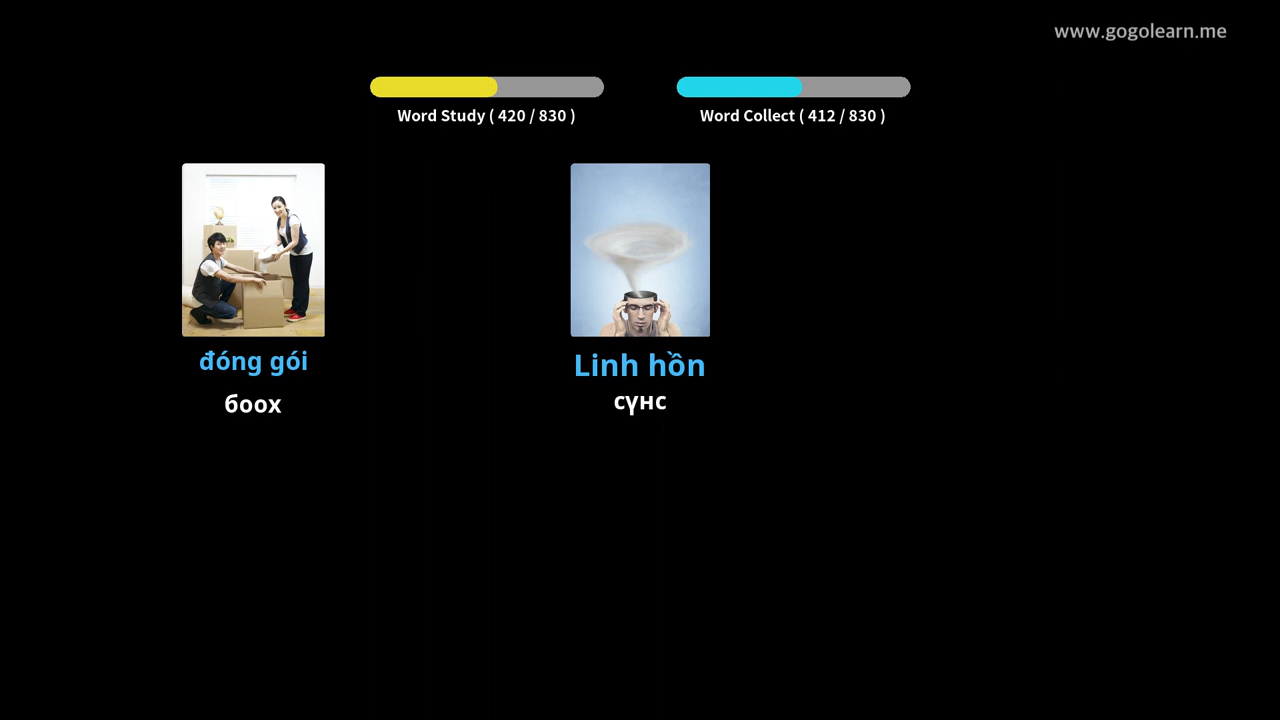 www.gogolearn.me
Word Study ( 420 / 830 )
Word Collect ( 412 / 830 )
đóng gói
боох
Linh hồn
сүнс